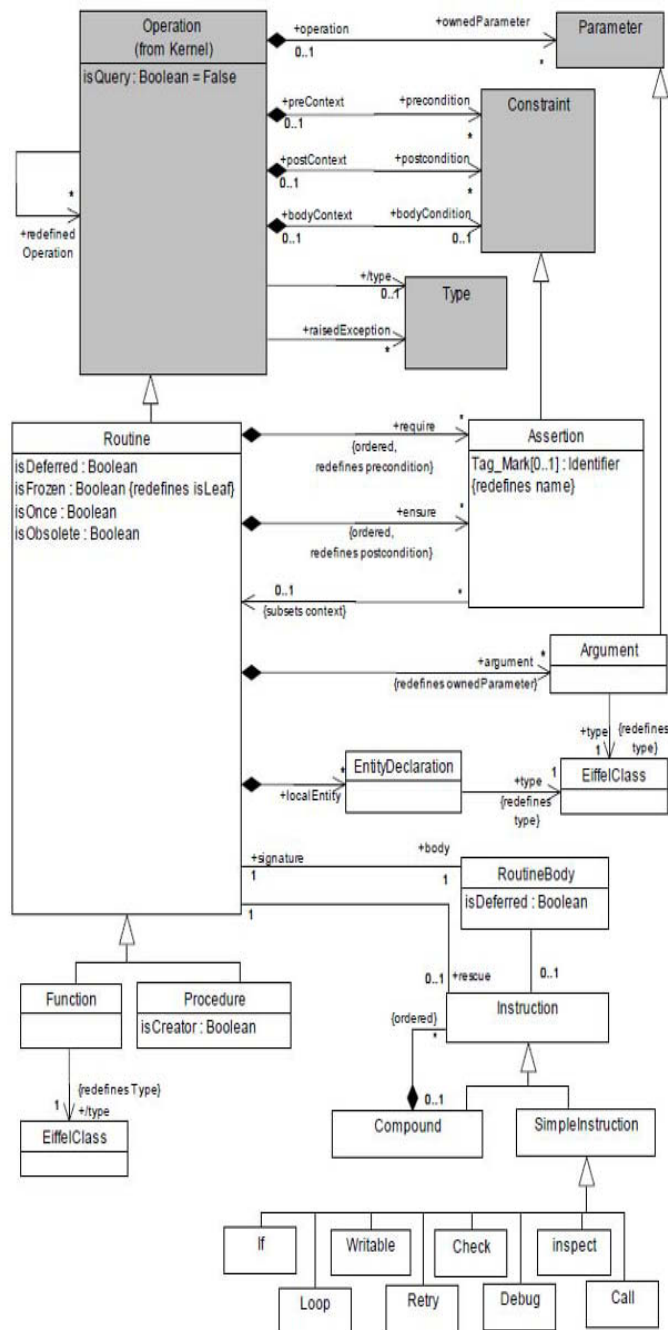 Operation
(from Kernel)
isQuery : Boolean = False
+operation
0..1
+ownedParameter
*
Parameter
+preContext
0..1
+precondition
*
Constraint
+postContext
0..1
+postcondition
*
+bodyContext
0..1
+bodyCondition
0..1
*
+redefined
Operation
+/type
0..1
Type
+raisedException
*
Routine
isDeferred : Boolean
isFrozen : Boolean {redefines isLeaf}
isOnce : Boolean
isObsolete : Boolean
+require
*
{ordered,
redefines precondition}
Assertion
Tag_Mark[0..1] : Identifier
{redefines name}
+ensure
*
{ordered,
redefines postcondition}
0..1
*
{subsets context}
+argument
*
{redefines ownedParameter}
Argument
+type
1
{redefines
type}
*
+localEntity
EntityDeclaration
+type
1
{redefines
type}
EiffelClass
+signature
1
+body
1
RoutineBody
isDeferred : Boolean
1
0..1
+rescue
0..1
Function
Procedure
isCreator : Boolean
Instruction
{ordered}
*
0..1
{redefines Type}
1
+/type
EiffelClass
Compound
SimpleInstruction
If
Writable
Check
inspect
Loop
Retry
Debug
Call